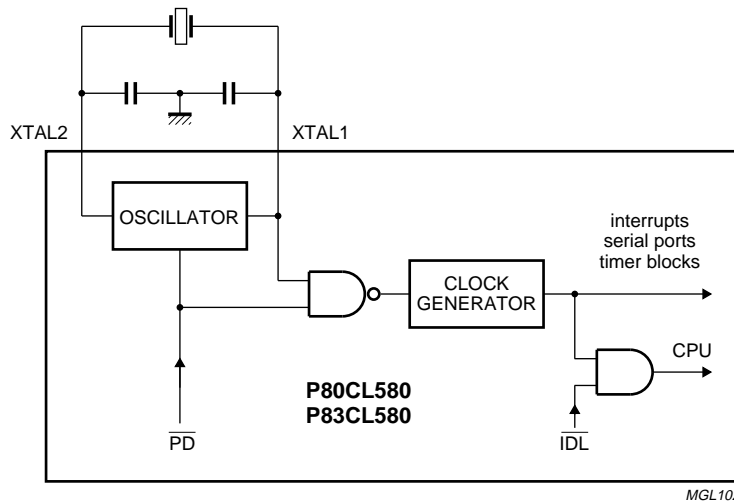 XTAL2
XTAL1
OSCILLATOR
interrupts
serial ports
timer blocks
CLOCK
GENERATOR
CPU
P80CL580
P83CL580
PD
IDL